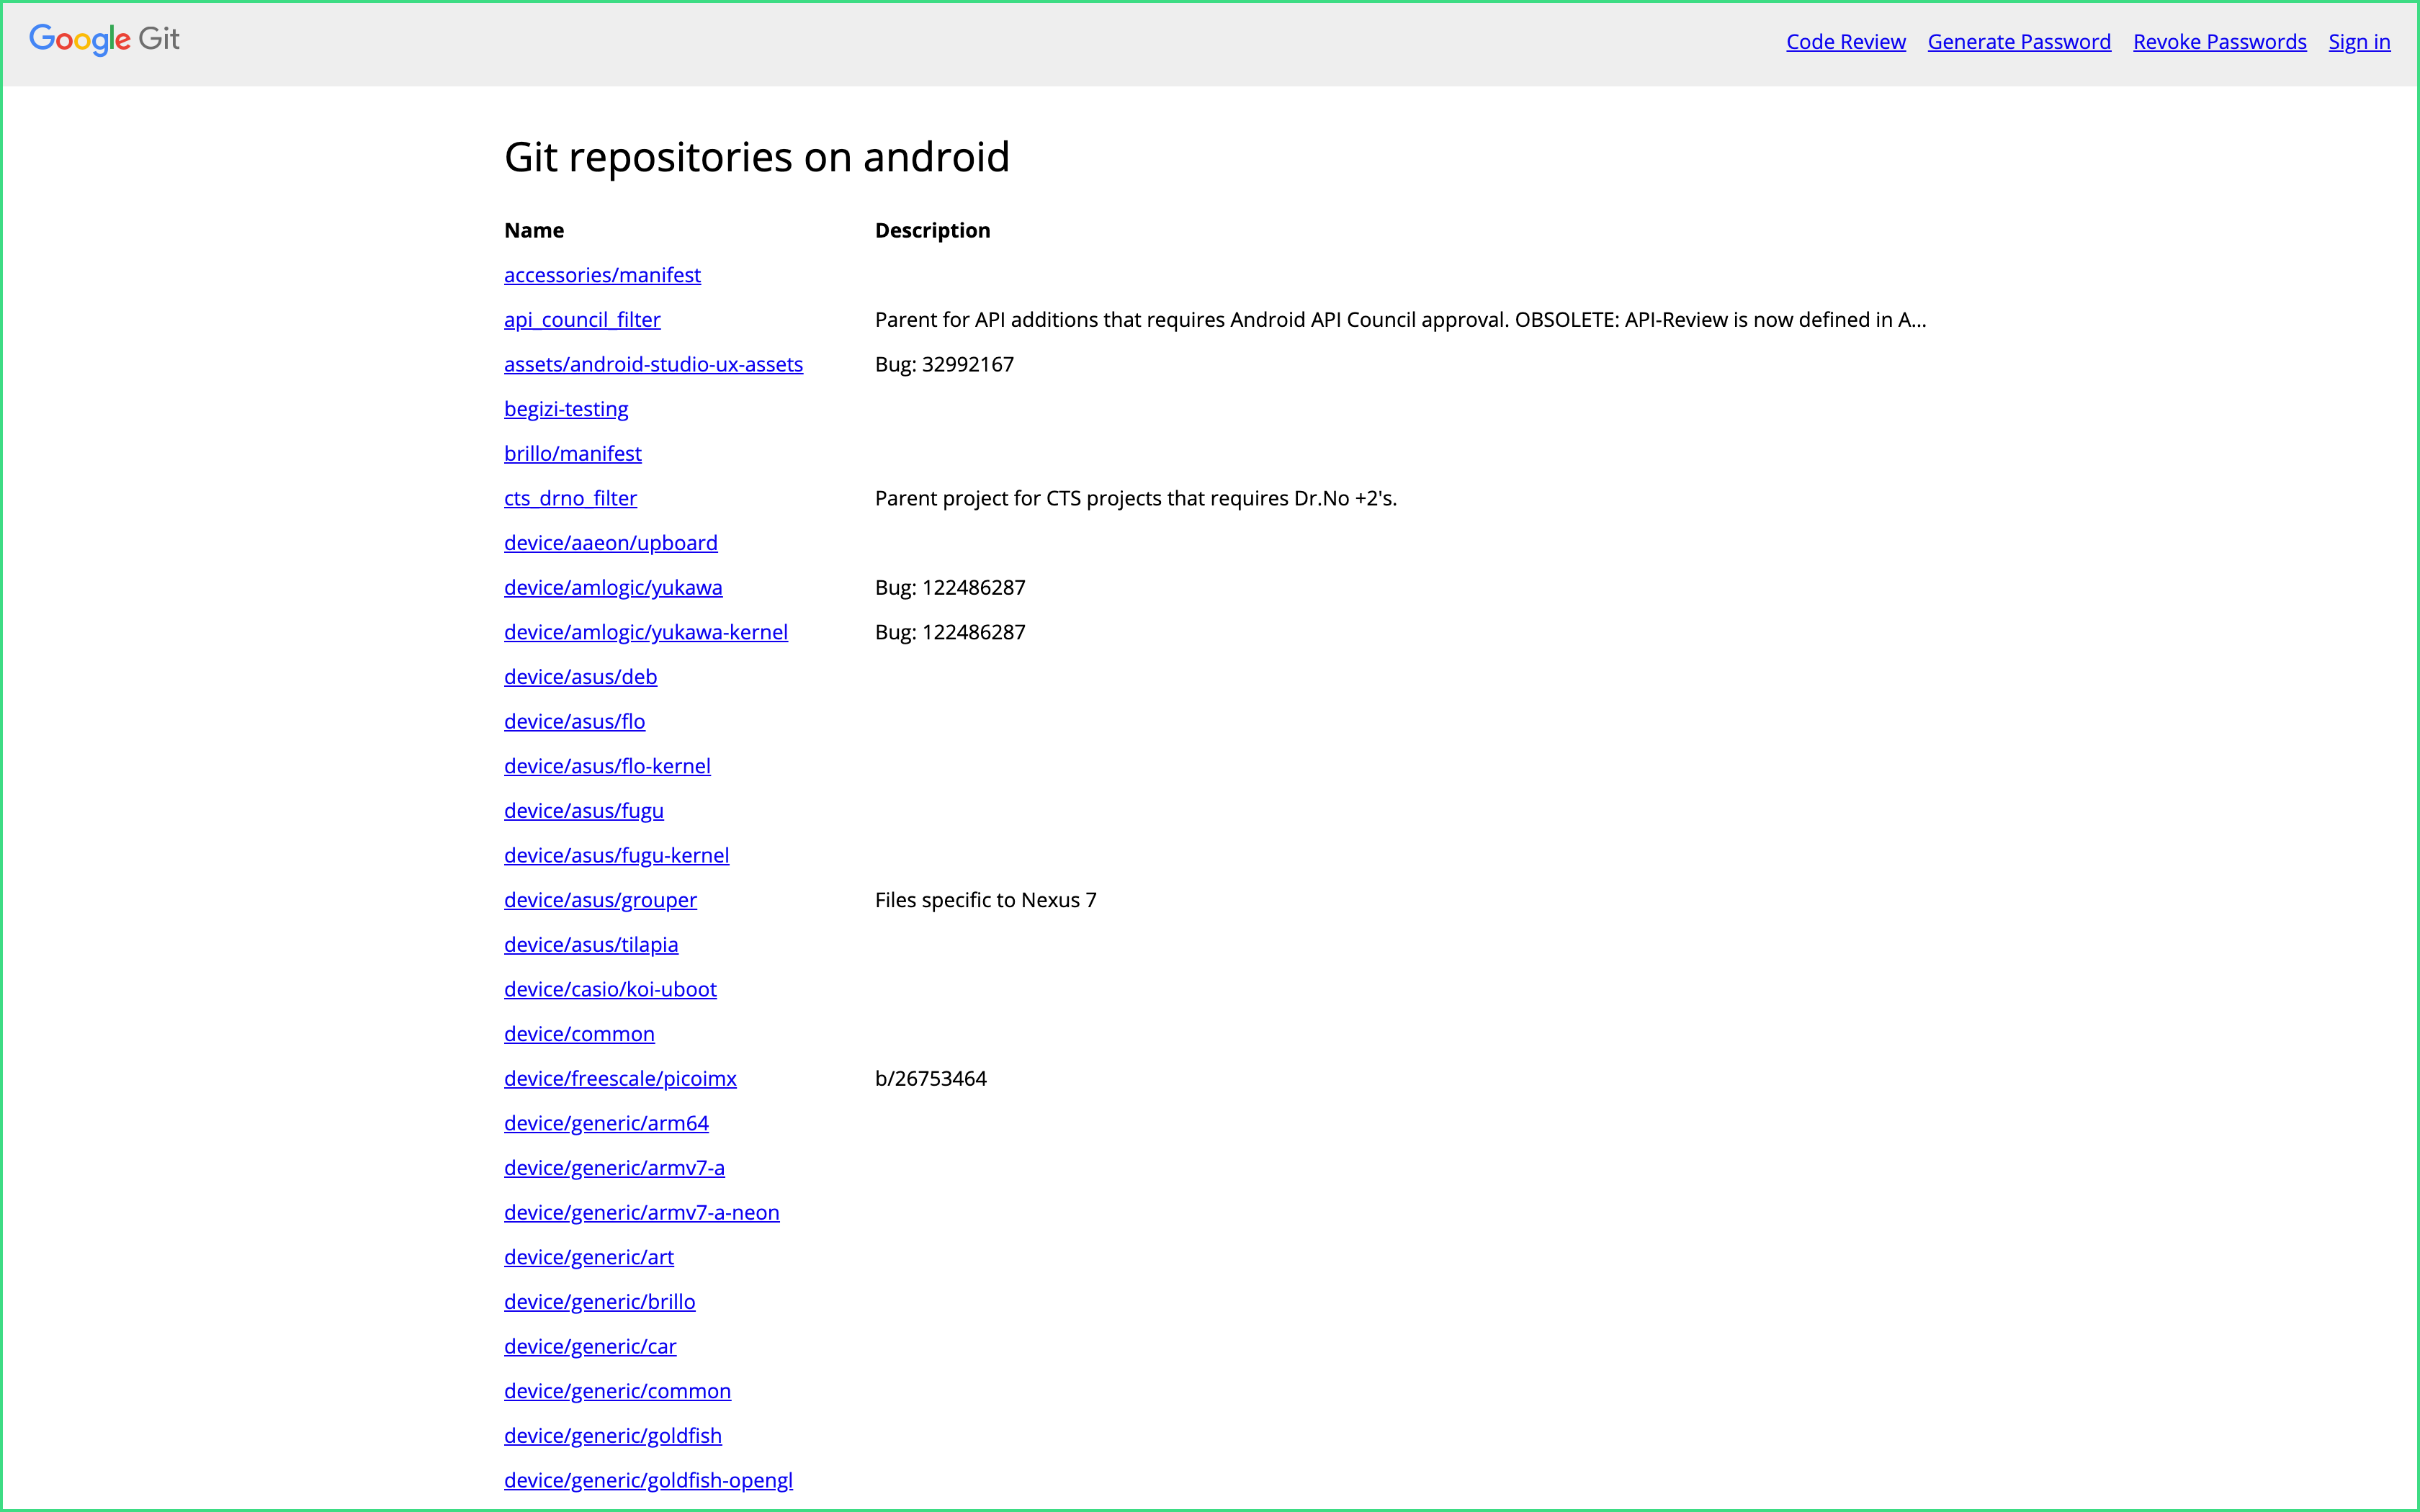 Google Git
Code Review Generate Password Revoke Passwords Sign in
Git repositories on android
Name Description
accessories/manifest
api_council_filter Parent for API additions that requires Android API Council approval. OBSOLETE: API-Review is now defined in A...
assets/android-studio-ux-assets Bug: 32992167
begizi-testing
brillo/manifest
cts_drno_filter Parent project for CTS projects that requires Dr.No +2's.
device/aaeon/upboard
device/amlogic/yukawa Bug: 122486287
device/amlogic/yukawa-kernel Bug: 122486287
device/asus/deb
device/asus/flo
device/asus/flo-kernel
device/asus/fugu
device/asus/fugu-kernel
device/asus/grouper Files specific to Nexus 7
device/asus/tilapia
device/casio/koi-uboot
device/common
device/freescale/picoimx b/26753464
device/generic/arm64
device/generic/armv7-a
device/generic/armv7-a-neon
device/generic/art
device/generic/brillo
device/generic/car
device/generic/common
device/generic/goldfish
device/generic/goldfish-opengl